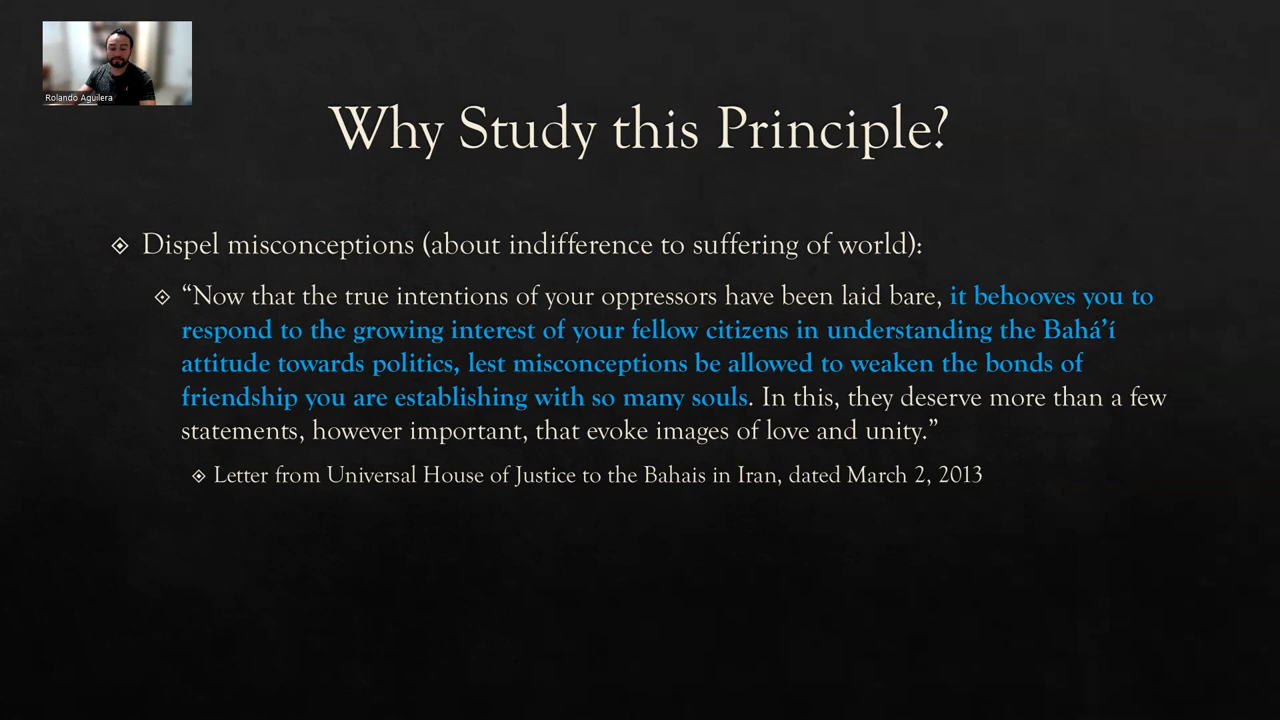 Rolando Aguilera
Why Study this Principle?
Dispel misconceptions (about indifference to suffering of world):
“Now that the true intentions of your oppressors have been laid bare, it behooves you to
respond to the growing interest of your fellow citizens in understanding the Bahá’í
attitude towards politics, lest misconceptions be allowed to weaken the bonds of
friendship you are establishing with so many souls. In this, they deserve more than a few
statements, however important, that evoke images of love and unity.”
Letter from Universal House of Justice to the Bahais in Iran, dated March 2, 2013